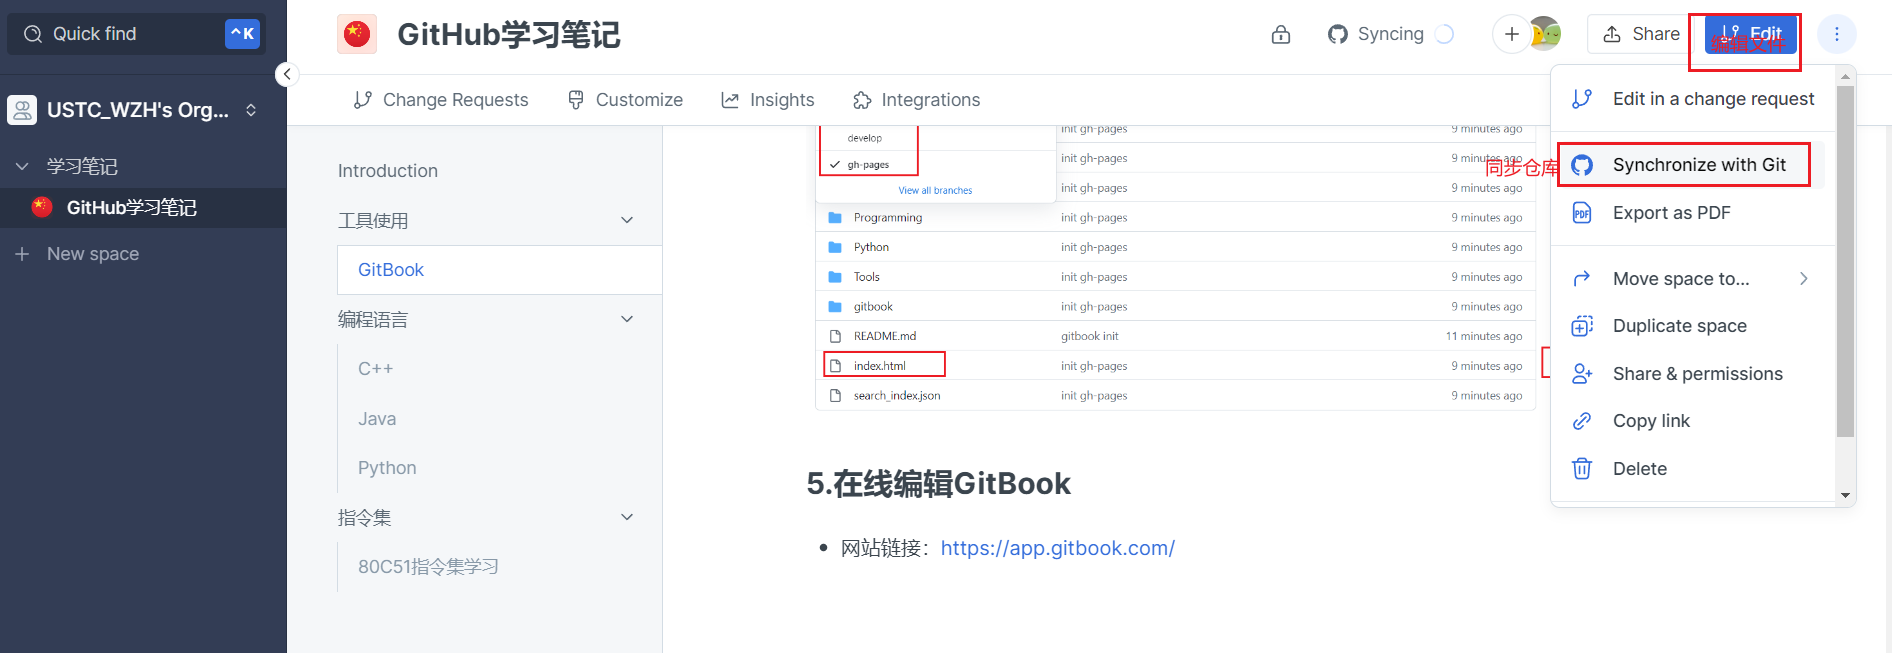 Quick find
^K
GitHub学习笔记
Syncing
Share
Edit
编辑文件
USTC_WZH's Org...
Change Requests
Customize
Insights
Integrations
Edit in a change request
学习笔记
GitHub学习笔记
New space
Introduction
工具使用
GitBook
编程语言
C++
Java
Python
指令集
80C51指令集学习
init gh-pages 9 minutes ago
develop
init gh-pages 9 minutes ago
gh-pages
View all branches
init gh-pages 9 minutes ago
Programming init gh-pages 9 minutes ago
Python init gh-pages 9 minutes ago
Tools init gh-pages 9 minutes ago
gitbook init gh-pages 9 minutes ago
README.md gitbook init 11 minutes ago
index.html init gh-pages 9 minutes ago
search_index.json init gh-pages 9 minutes ago
5.在线编辑GitBook
网站链接：https://app.gitbook.com/
同步仓库
Synchronize with Git
PDF
Export as PDF
Move space to...
Duplicate space
Share & permissions
Copy link
Delete